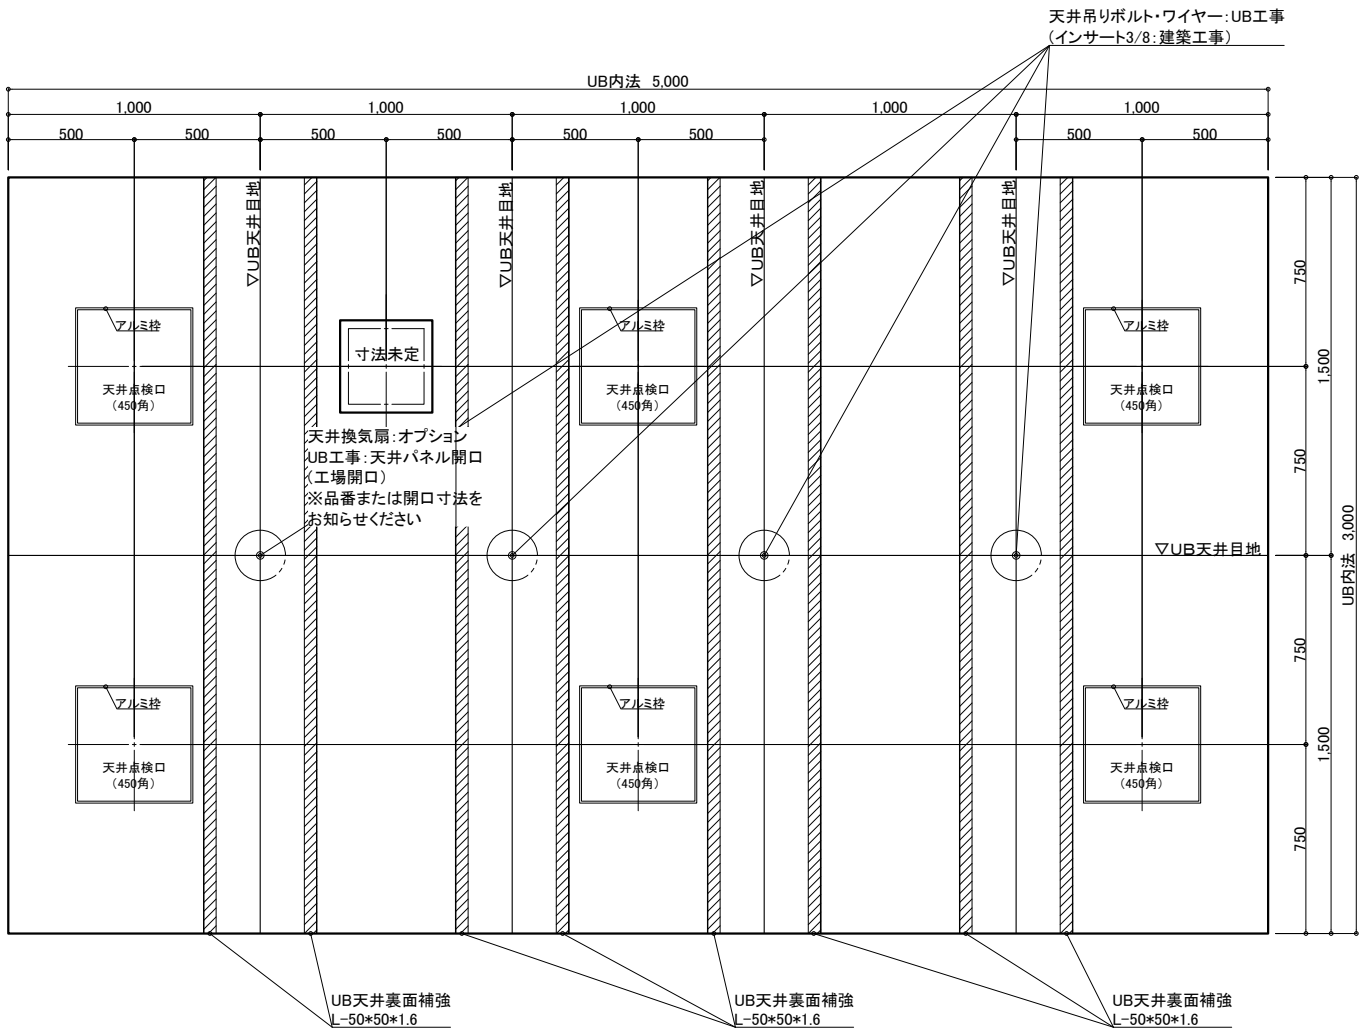 天井吊りボルト・ワイヤー：UB工事
（インサート3/8：建築工事）
UB内法 5,000
1,000
1,000
1,000
1,000
1,000
500
500
500
500
500
500
500
500
▽UB天井目地
▽UB天井目地
▽UB天井目地
▽UB天井目地
750
1,500
アルミ枠
寸法未定
アルミ枠
アルミ枠
天井点検口
（450角）
天井点検口
（450角）
天井点検口
（450角）
天井換気扇：オプション
UB工事：天井パネル開口
（工場開口）
※品番または開口寸法を
お知らせください
750
▽UB天井目地
UB内法 3,000
750
アルミ枠
アルミ枠
アルミ枠
1,500
天井点検口
（450角）
天井点検口
（450角）
天井点検口
（450角）
750
UB天井裏面補強
L-50*50*1.6
UB天井裏面補強
L-50*50*1.6
UB天井裏面補強
L-50*50*1.6